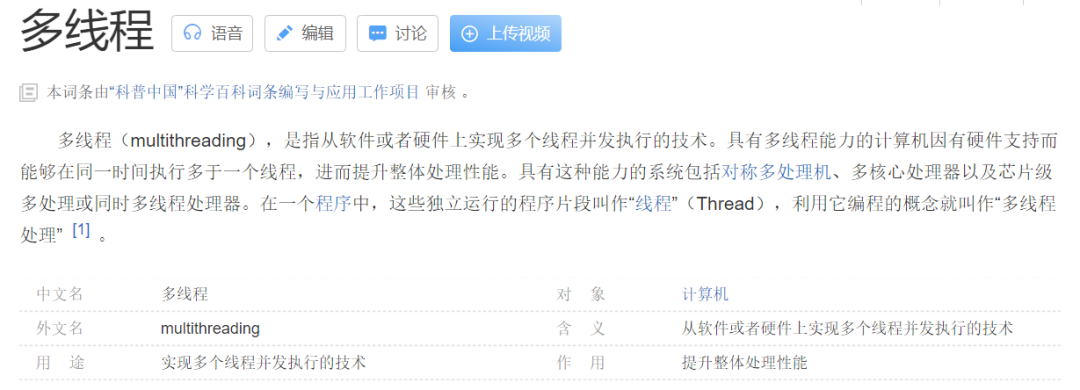 多线程 语音 编辑 讨论 上传视频
本词条由“科普中国”科学百科词条编写与应用工作项目 审核 。
多线程（multithreading），是指从软件或者硬件上实现多个线程并发执行的技术。具有多线程能力的计算机因有硬件支持而
能够在同一时间执行多于一个线程，进而提升整体处理性能。具有这种能力的系统包括对称多处理机、多核心处理器以及芯片级
多处理或同时多线程处理器。在一个程序中，这些独立运行的程序片段叫作“线程”（Thread），利用它编程的概念就叫作“多线程
处理” [1] 。
中文名 多线程 对 象 计算机
外文名 multithreading 含 义 从软件或者硬件上实现多个线程并发执行的技术
用 途 实现多个线程并发执行的技术 作 用 提升整体处理性能